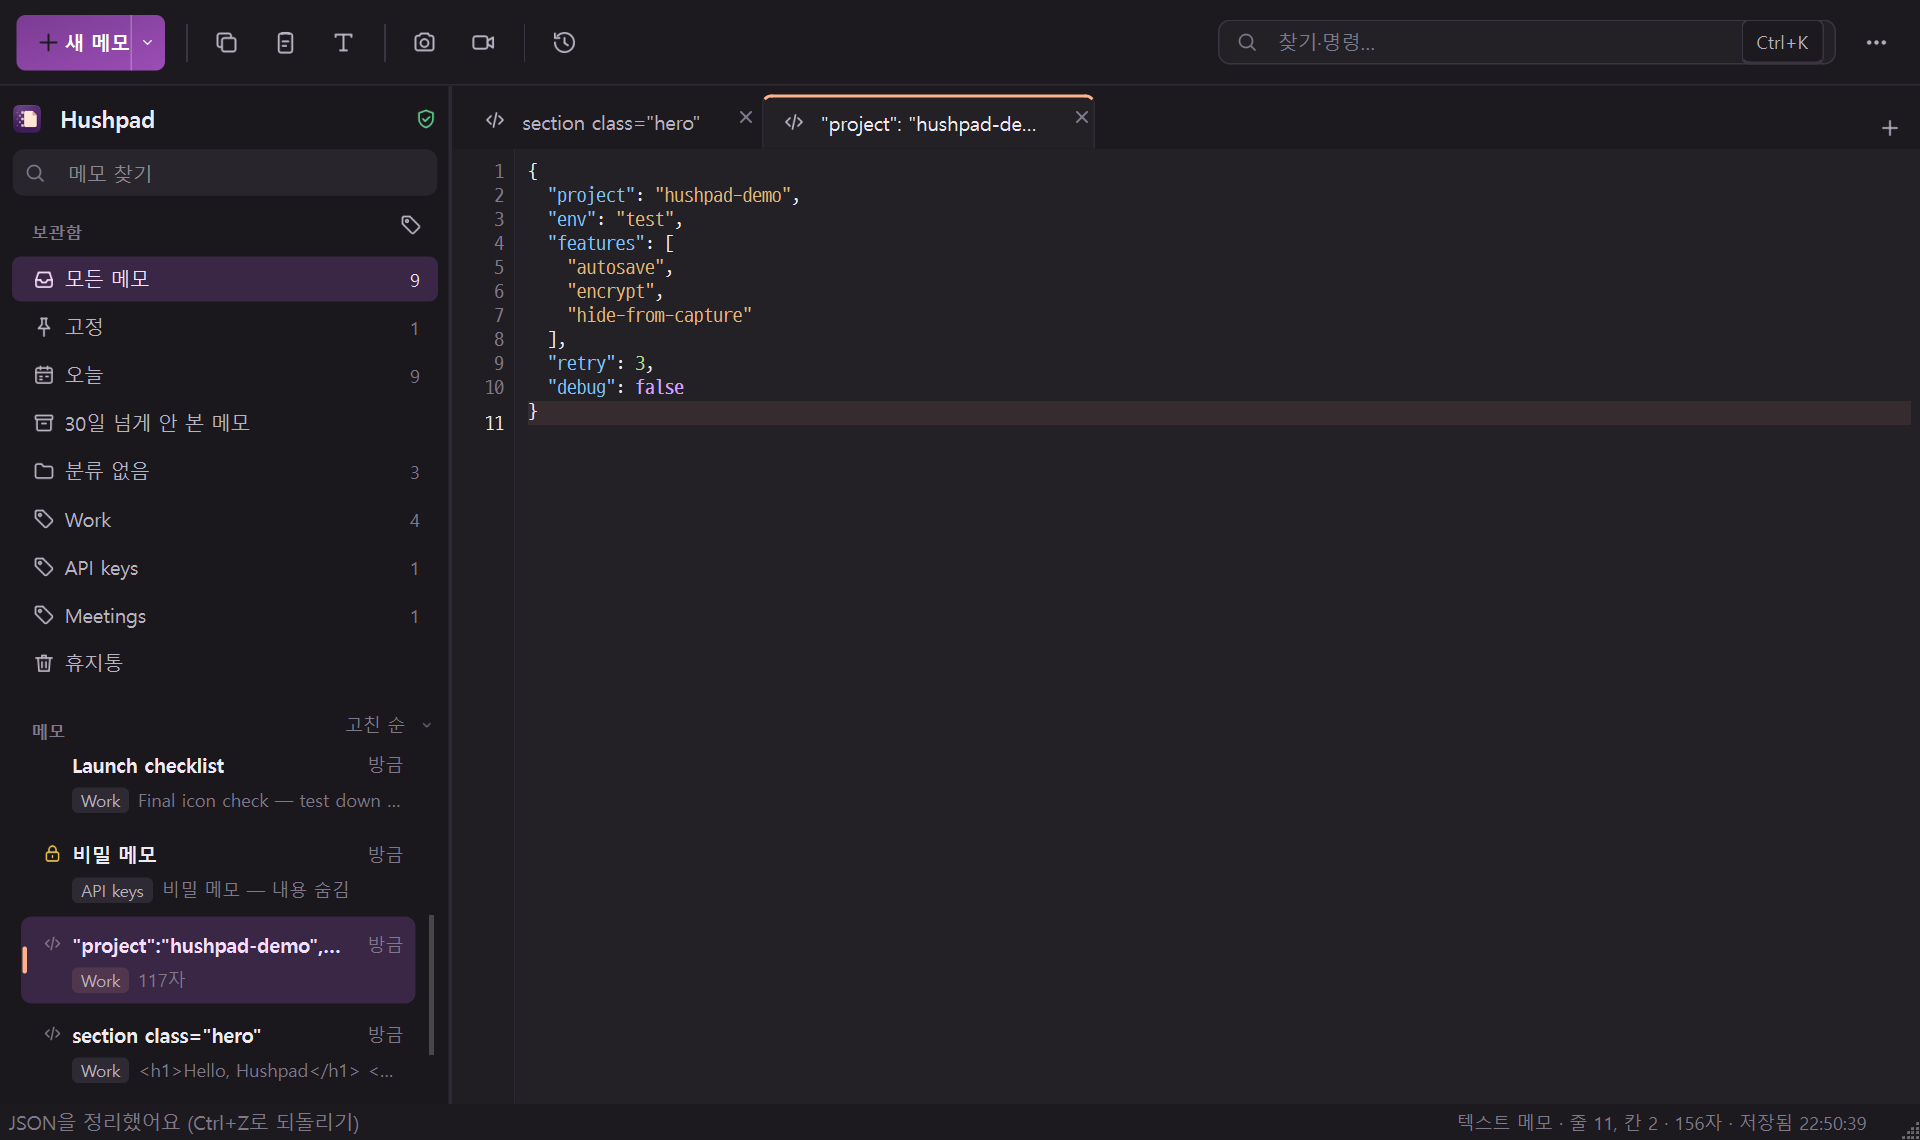 새 메모
찾기·명령...
Ctrl+K
Hushpad
메모 찾기
보관함
모든 메모 9
고정 1
오늘 9
30일 넘게 안 본 메모
분류 없음 3
Work 4
API keys 1
Meetings 1
휴지통
메모 고친 순
Launch checklist 방금
Work Final icon check — test down ...
비밀 메모 방금
API keys 비밀 메모 — 내용 숨김
"project":"hushpad-demo",... 방금
Work 117자
section class="hero" 방금
Work <h1>Hello, Hushpad</h1> <...
section class="hero"
"project": "hushpad-de...
1 {
2 "project": "hushpad-demo",
3 "env": "test",
4 "features": [
5 "autosave",
6 "encrypt",
7 "hide-from-capture"
8 ],
9 "retry": 3,
10 "debug": false
11 }
JSON을 정리했어요 (Ctrl+Z로 되돌리기)
텍스트 메모 · 줄 11, 칸 2 · 156자 · 저장됨 22:50:39